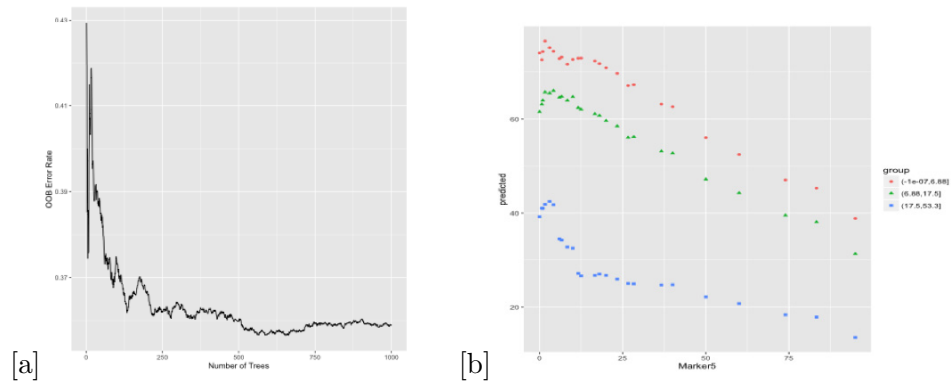 [a]
OOB Error Rate
0.43
0.41
0.39
0.37
0 250 500 750 1000
Number of Trees
[b]
predicted
60
40
20
0 25 50 75
Marker5
group
(-1e-07,6.88]
(6.88,17.5]
(17.5,53.3]